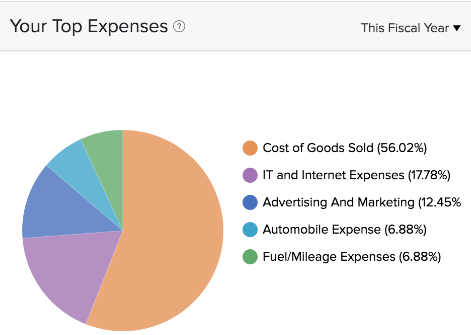 Your Top Expenses ?
This Fiscal Year
Cost of Goods Sold (56.02%)
IT and Internet Expenses (17.78%)
Advertising And Marketing (12.45%
Automobile Expense (6.88%)
Fuel/Mileage Expenses (6.88%)